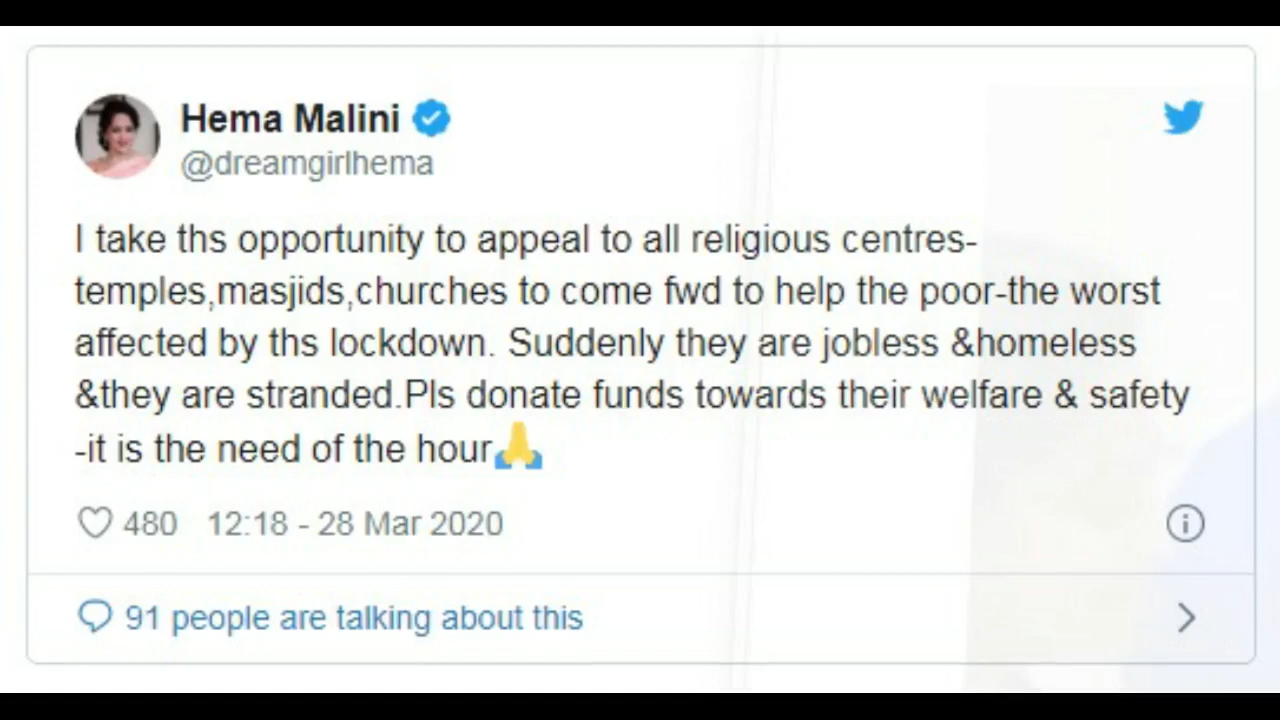 Hema Malini
@dreamgirlhema
I take ths opportunity to appeal to all religious centres-
temples,masjids,churches to come fwd to help the poor-the worst
affected by ths lockdown. Suddenly they are jobless &homeless
&they are stranded.Pls donate funds towards their welfare & safety
-it is the need of the hour🙏
480 12:18 - 28 Mar 2020
91 people are talking about this